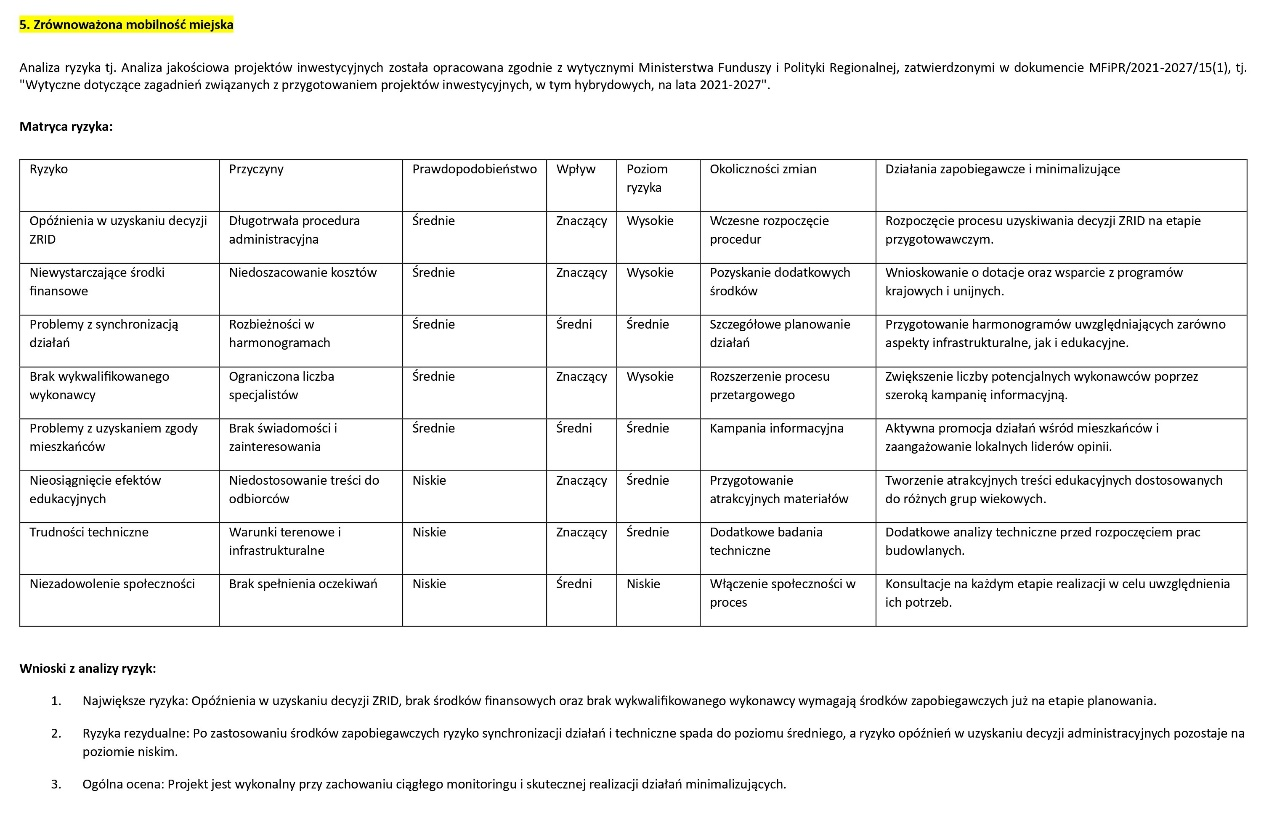 5. Zrównoważona mobilność miejska
Analiza ryzyka tj. Analiza jakościowa projektów inwestycyjnych została opracowana zgodnie z wytycznymi Ministerstwa Funduszy i Polityki Regionalnej, zatwierdzonymi w dokumencie MFiPR/2021-2027/15(1), tj.
"Wytyczne dotyczące zagadnień związanych z przygotowaniem projektów inwestycyjnych, w tym hybrydowych, na lata 2021-2027".
Matryca ryzyka:
Ryzyko
Przyczyny
Prawdopodobieństwo
Wpływ
Poziom
ryzyka
Okoliczności zmian
Działania zapobiegawcze i minimalizujące
Opóźnienia w uzyskaniu decyzji
ZRID
Długotrwała procedura
administracyjna
Średnie
Znaczący
Wysokie
Wczesne rozpoczęcie
procedur
Rozpoczęcie procesu uzyskiwania decyzji ZRID na etapie
przygotowawczym.
Niewystarczające środki
finansowe
Niedoszacowanie kosztów
Średnie
Znaczący
Wysokie
Pozyskanie dodatkowych
środków
Wnioskowanie o dotacje oraz wsparcie z programów
krajowych i unijnych.
Problemy z synchronizacją
działań
Rozbieżności w
harmonogramach
Średnie
Średni
Średnie
Szczegółowe planowanie
działań
Przygotowanie harmonogramów uwzględniających zarówno
aspekty infrastrukturalne, jak i edukacyjne.
Brak wykwalifikowanego
wykonawcy
Ograniczona liczba
specjalistów
Średnie
Znaczący
Wysokie
Rozszerzenie procesu
przetargowego
Zwiększenie liczby potencjalnych wykonawców poprzez
szeroką kampanię informacyjną.
Problemy z uzyskaniem zgody
mieszkańców
Brak świadomości i
zainteresowania
Średnie
Średni
Średnie
Kampania informacyjna
Aktywna promocja działań wśród mieszkańców i
zaangażowanie lokalnych liderów opinii.
Nieosiągnięcie efektów
edukacyjnych
Niedostosowanie treści do
odbiorców
Niskie
Znaczący
Średnie
Przygotowanie
atrakcyjnych materiałów
Tworzenie atrakcyjnych treści edukacyjnych dostosowanych
do różnych grup wiekowych.
Trudności techniczne
Warunki terenowe i
infrastrukturalne
Niskie
Znaczący
Średnie
Dodatkowe badania
techniczne
Dodatkowe analizy techniczne przed rozpoczęciem prac
budowlanych.
Niezadowolenie społeczności
Brak spełnienia oczekiwań
Niskie
Średni
Niskie
Włączenie społeczności w
proces
Konsultacje na każdym etapie realizacji w celu uwzględnienia
ich potrzeb.
Wnioski z analizy ryzyk:
1. Największe ryzyka: Opóźnienia w uzyskaniu decyzji ZRID, brak środków finansowych oraz brak wykwalifikowanego wykonawcy wymagają środków zapobiegawczych już na etapie planowania.
2. Ryzyka rezydualne: Po zastosowaniu środków zapobiegawczych ryzyko synchronizacji działań i techniczne spada do poziomu średniego, a ryzyko opóźnień w uzyskaniu decyzji administracyjnych pozostaje na
poziomie niskim.
3. Ogólna ocena: Projekt jest wykonalny przy zachowaniu ciągłego monitoringu i skutecznej realizacji działań minimalizujących.